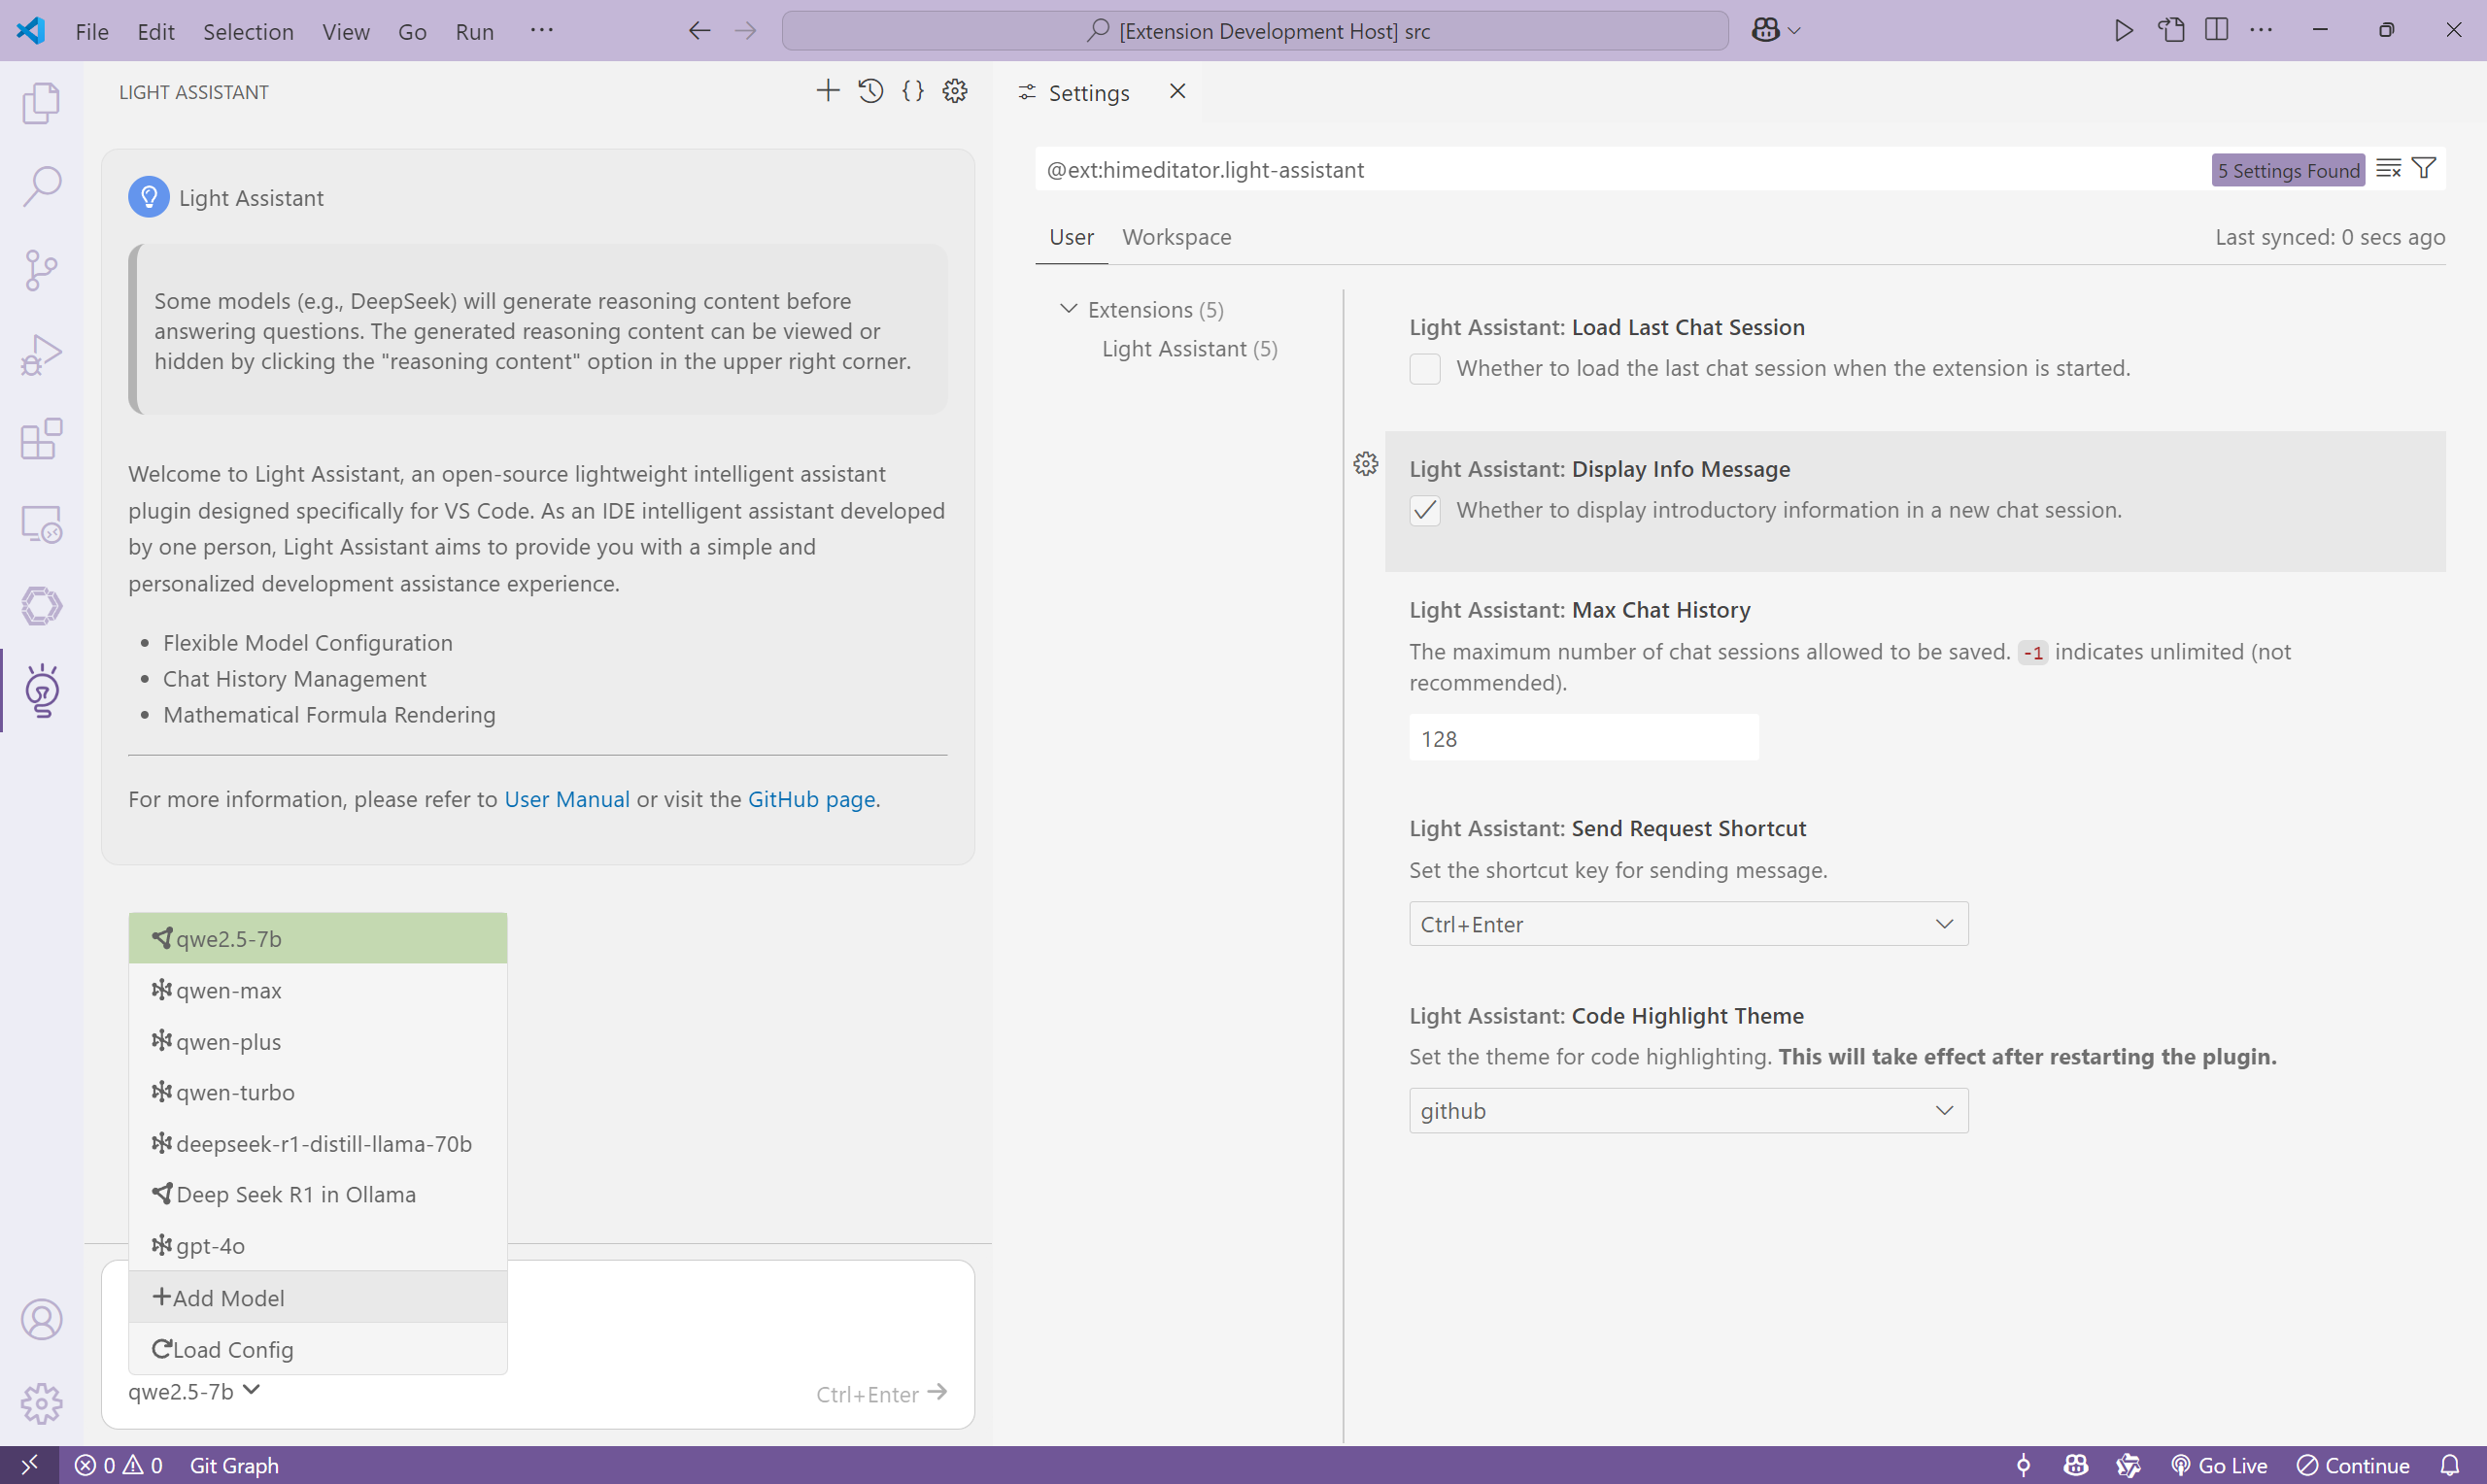 File Edit Selection View Go Run ···
[Extension Development Host] src
LIGHT ASSISTANT
Light Assistant
Some models (e.g., DeepSeek) will generate reasoning content before
answering questions. The generated reasoning content can be viewed or
hidden by clicking the "reasoning content" option in the upper right corner.
Welcome to Light Assistant, an open-source lightweight intelligent assistant
plugin designed specifically for VS Code. As an IDE intelligent assistant developed
by one person, Light Assistant aims to provide you with a simple and
personalized development assistance experience.
• Flexible Model Configuration
• Chat History Management
• Mathematical Formula Rendering
For more information, please refer to User Manual or visit the GitHub page.
qwe2.5-7b
qwen-max
qwen-plus
qwen-turbo
deepseek-r1-distill-llama-70b
Deep Seek R1 in Ollama
gpt-4o
Add Model
Load Config
qwe2.5-7b
Ctrl+Enter
Settings
@ext:himeditator.light-assistant
5 Settings Found
User Workspace
Last synced: 0 secs ago
Extensions (5)
Light Assistant (5)
Light Assistant: Load Last Chat Session
Whether to load the last chat session when the extension is started.
Light Assistant: Display Info Message
Whether to display introductory information in a new chat session.
Light Assistant: Max Chat History
The maximum number of chat sessions allowed to be saved. -1 indicates unlimited (not
recommended).
128
Light Assistant: Send Request Shortcut
Set the shortcut key for sending message.
Ctrl+Enter
Light Assistant: Code Highlight Theme
Set the theme for code highlighting. This will take effect after restarting the plugin.
github
0 0 Git Graph
Go Live Continue